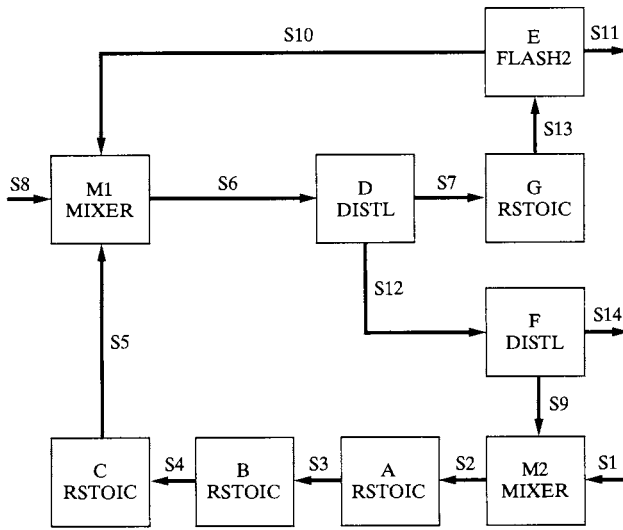 S10
E
FLASH2
S11
S13
S8
M1
MIXER
S6
D
DISTL
S7
G
RSTOIC
S12
F
DISTL
S14
S5
S9
C
RSTOIC
S4
B
RSTOIC
S3
A
RSTOIC
S2
M2
MIXER
S1